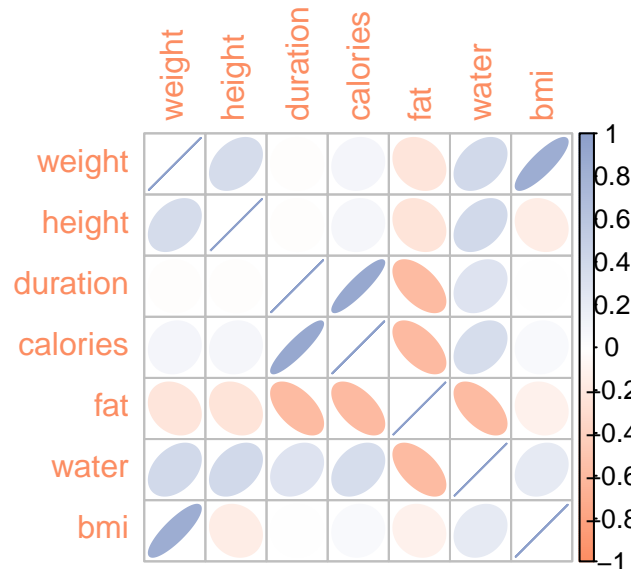 weight
height
duration
calories
fat
water
bmi
weight
height
duration
calories
fat
water
bmi
1
0.8
0.6
0.4
0.2
0
−0.2
−0.4
−0.6
−0.8
−1